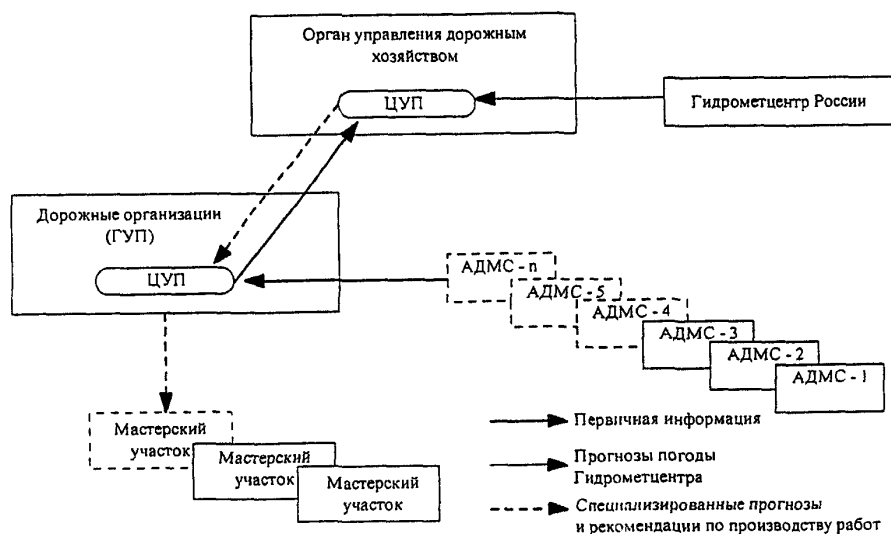 Орган управления дорожным
хозяйством
ЦУП
Гидрометцентр России
Дорожные организации
(ГУП)
ЦУП
АДМС - n
АДМС - 5
АДМС - 4
АДМС - 3
АДМС - 2
АДМС - 1
Мастерский
участок
Мастерский
участок
Мастерский
участок
Первичная информация
Прогнозы погоды
Гидрометцентра
Специализированные прогнозы
и рекомендации по производству работ